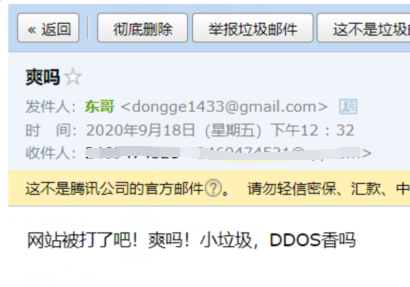 « 返回 彻底删除 举报垃圾邮件 这不是垃圾
爽吗☆
发件人：东哥 <dongge1433@gmail.com>
时　间：2020年9月18日（星期五）下午12：32
收件人：
这不是腾讯公司的官方邮件?。 请勿轻信密保、汇款、中
网站被打了吧！爽吗！小垃圾，DDOS香吗